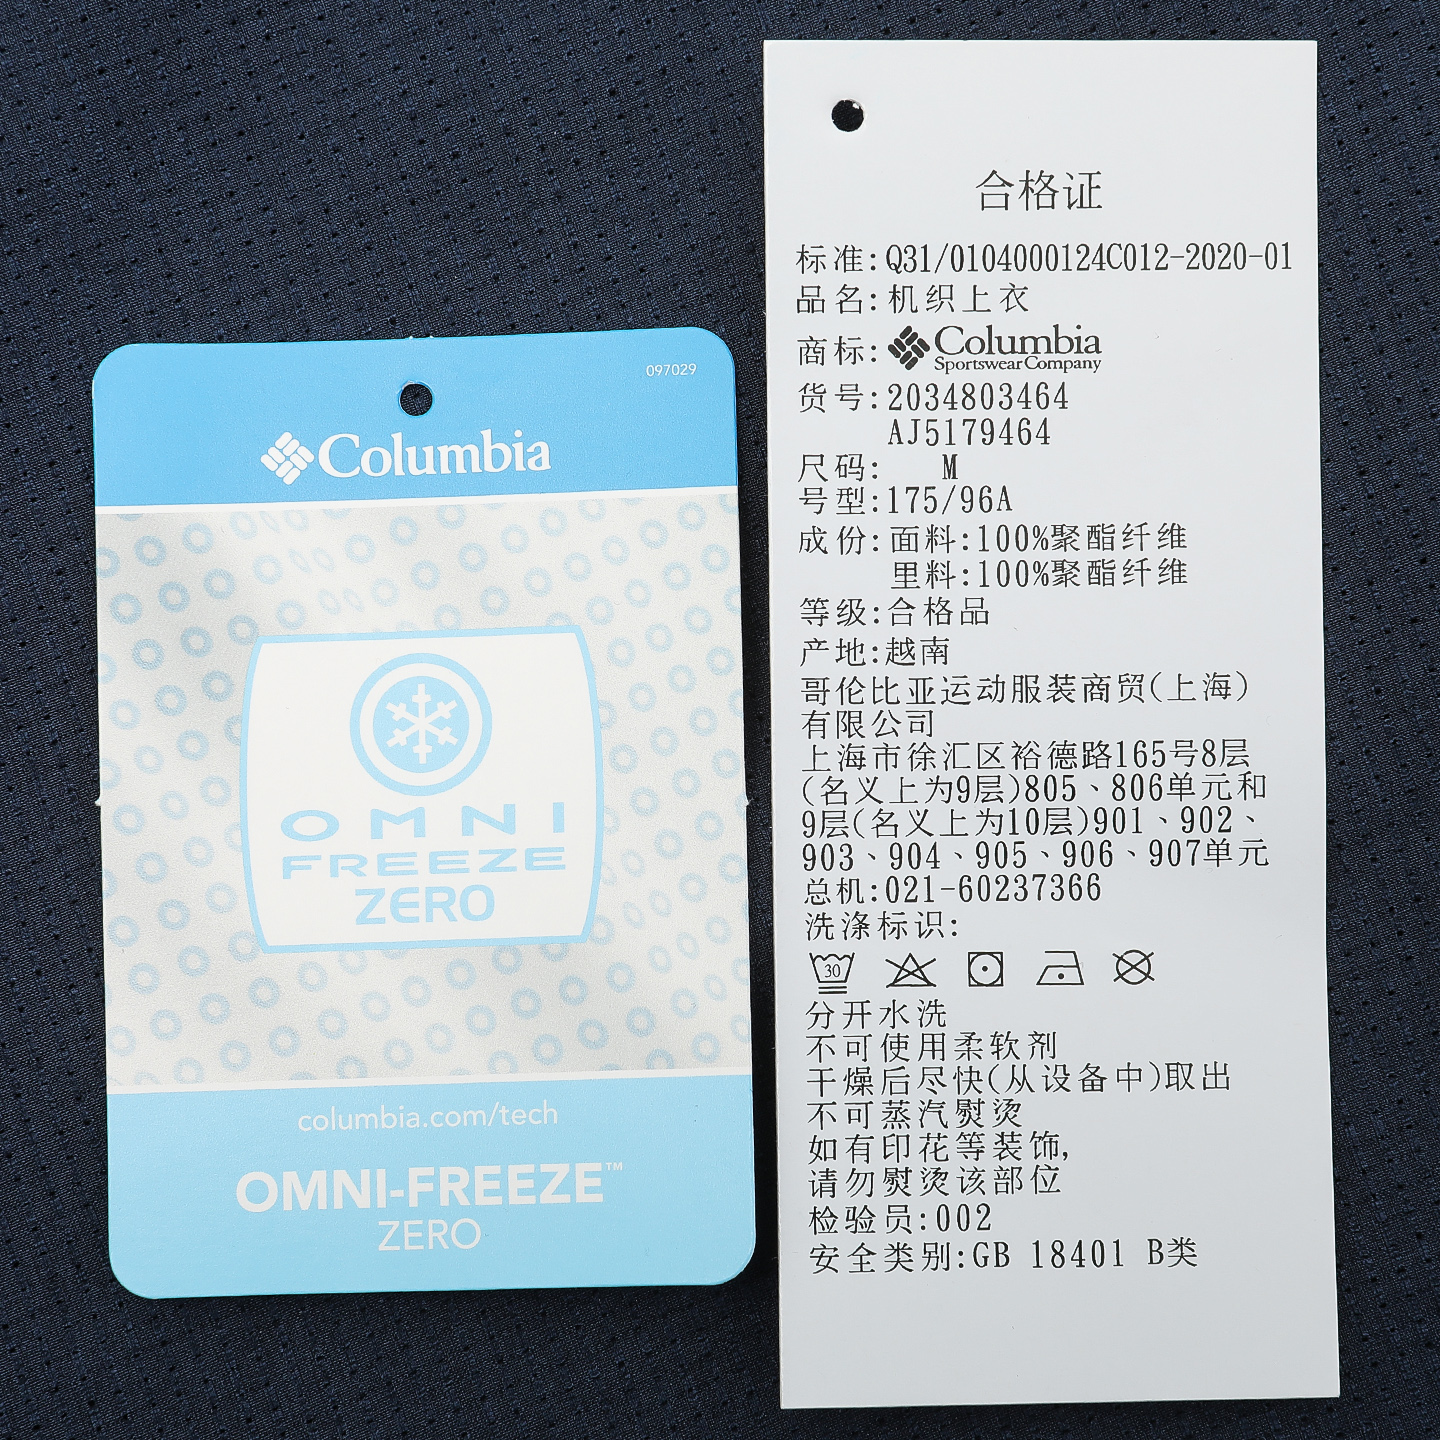 097029
Columbia
OMNI
FREEZE
ZERO
columbia.com/tech
OMNI-FREEZE™
ZERO
合格证
标准:Q31/0104000124C012-2020-01
品名:机织上衣
商标:Columbia
Sportswear Company
货号:2034803464
AJ5179464
尺码: M
号型:175/96A
成份:面料:100%聚酯纤维
里料:100%聚酯纤维
等级:合格品
产地:越南
哥伦比亚运动服装商贸(上海)
有限公司
上海市徐汇区裕德路165号8层
(名义上为9层)805、806单元和
9层(名义上为10层)901、902、
903、904、905、906、907单元
总机:021-60237366
洗涤标识:
30
分开水洗
不可使用柔软剂
干燥后尽快(从设备中)取出
不可蒸汽熨烫
如有印花等装饰,
请勿熨烫该部位
检验员:002
安全类别:GB 18401 B类